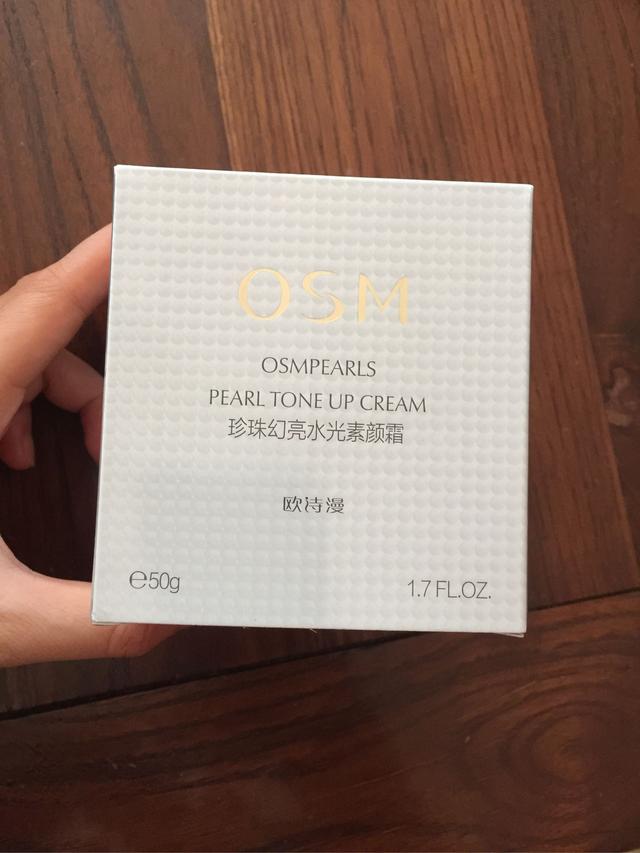 OSM
OSMPEARLS
PEARL TONE UP CREAM
珍珠幻亮水光素颜霜
欧诗漫
℮50g
1.7 FL.OZ.